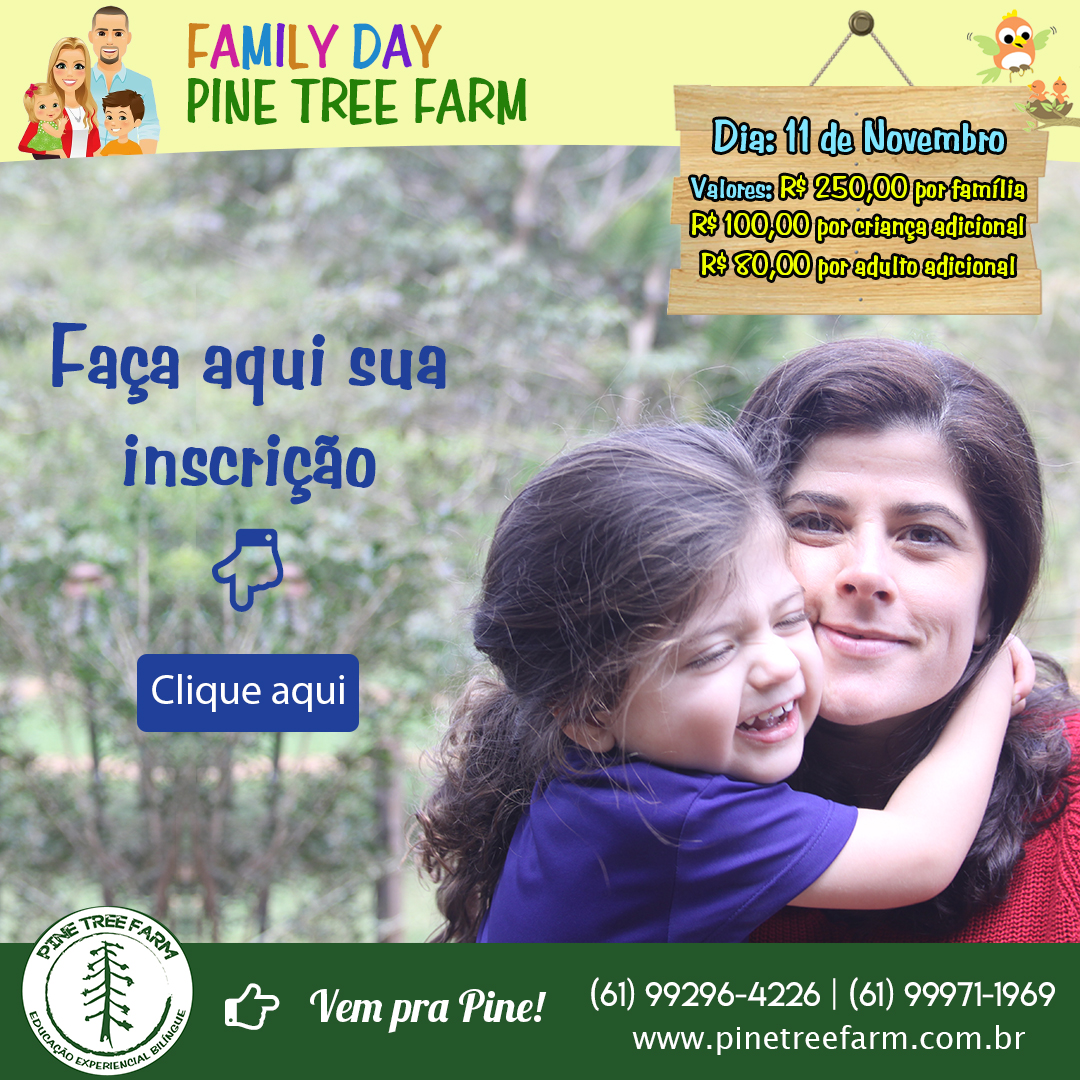 FAMILY DAY
PINE TREE FARM
Dia: 11 de Novembro
Valores: R$ 250,00 por família
R$ 100,00 por criança adicional
R$ 80,00 por adulto adicional
Faça aqui sua
inscrição
Clique aqui
PINE TREE FARM
EDUCAÇÃO EXPERIENCIAL BILÍNGUE
Vem pra Pine!
(61) 99296-4226 | (61) 99971-1969
www.pinetreefarm.com.br